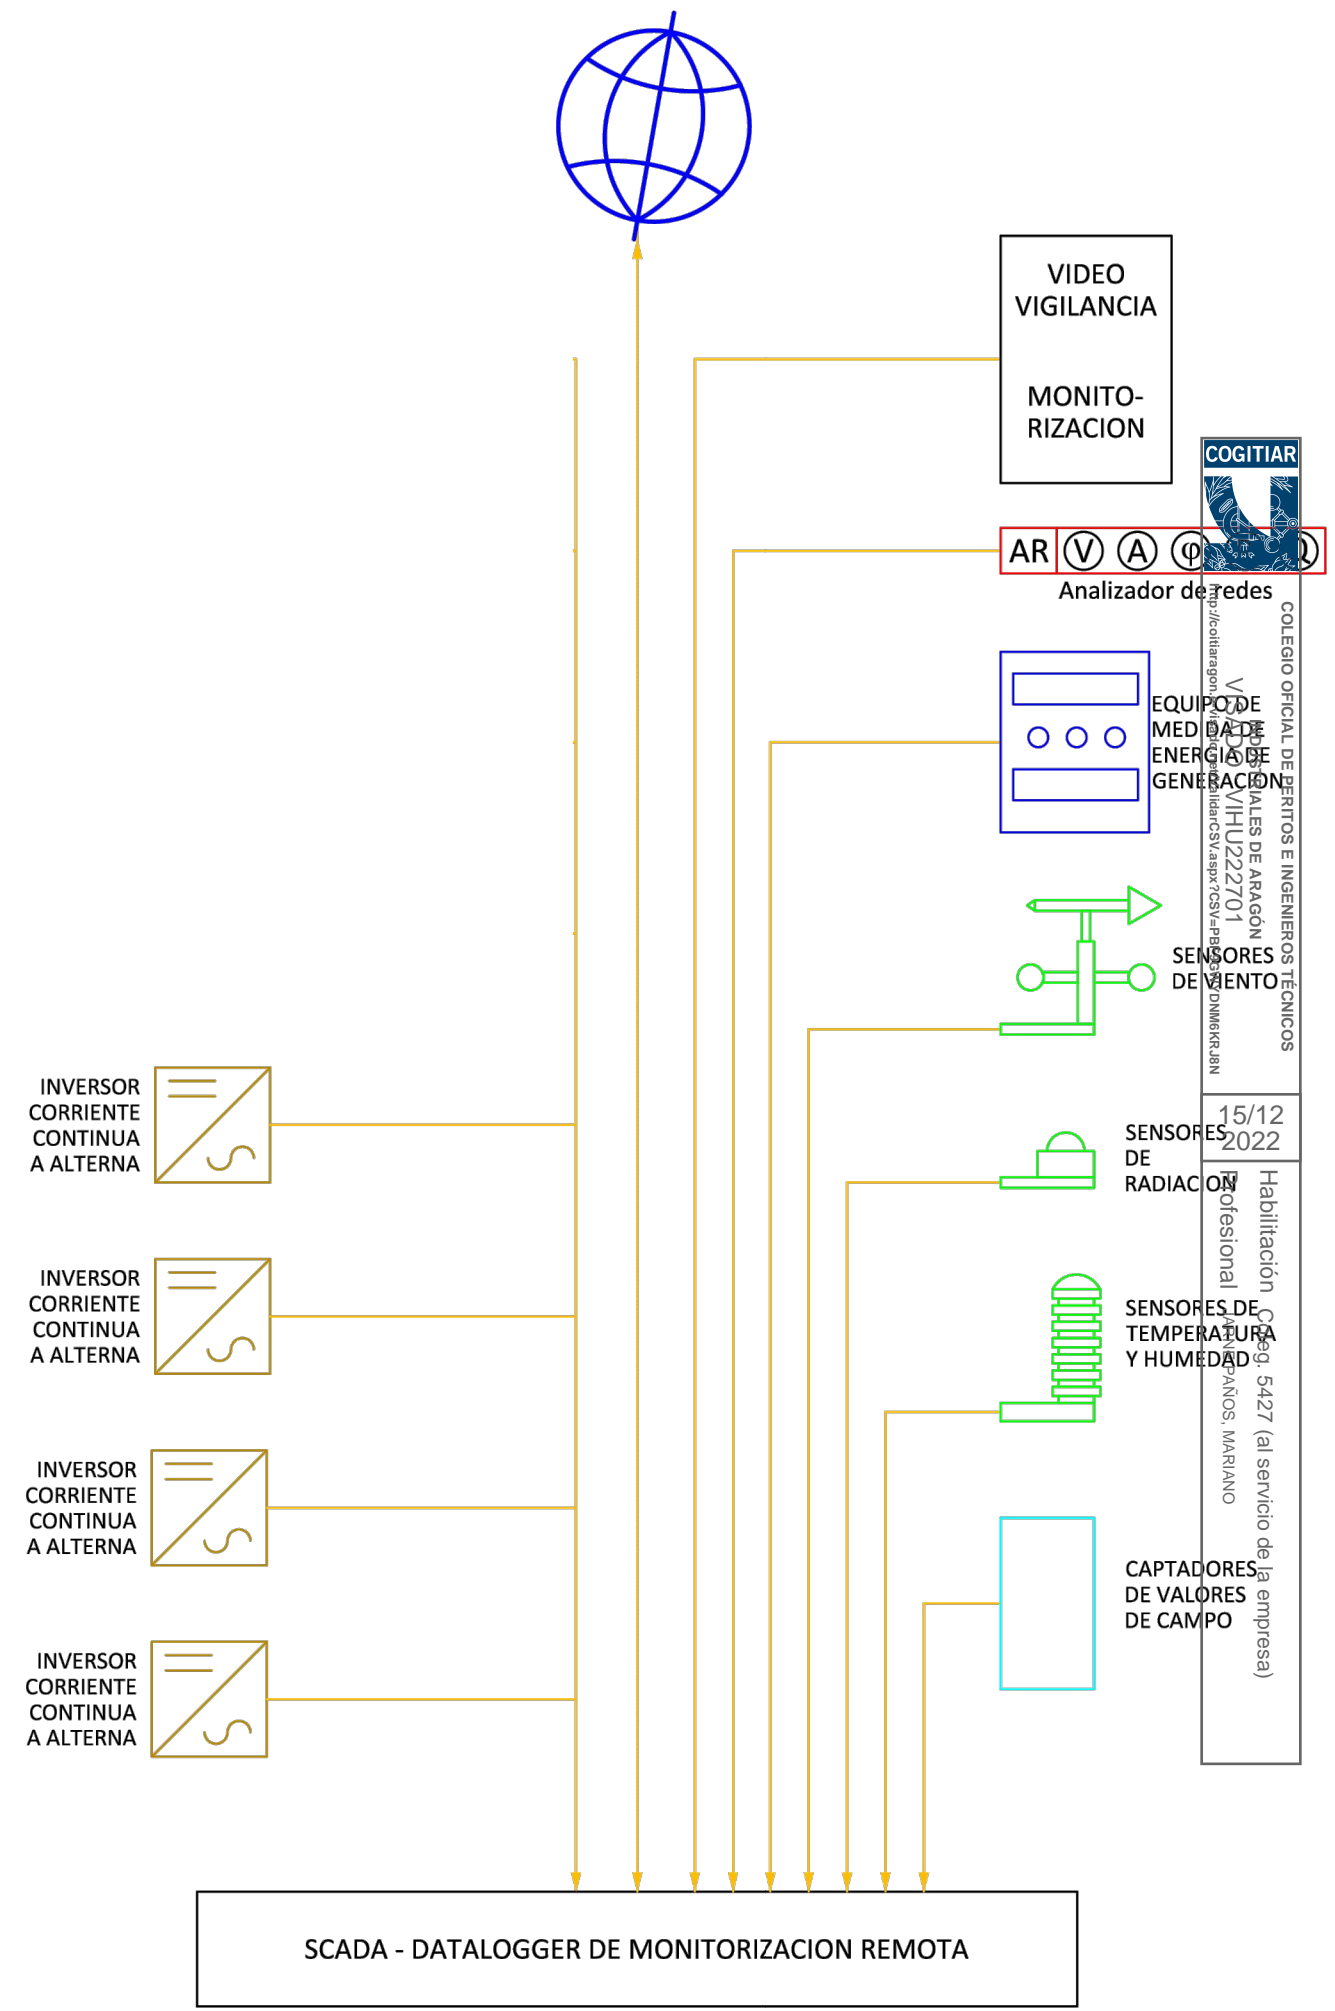 VIDEO
VIGILANCIA
MONITO-
RIZACION
COGITIAR
AR V A φ Q
Analizador de redes
EQUIPO DE
MEDIDA DE
ENERGIA DE
GENERACION
SENSORES
DE VIENTO
INVERSOR
CORRIENTE
CONTINUA
A ALTERNA
SENSORES
DE
RADIACION
INVERSOR
CORRIENTE
CONTINUA
A ALTERNA
SENSORES DE
TEMPERATURA
Y HUMEDAD
INVERSOR
CORRIENTE
CONTINUA
A ALTERNA
CAPTADORES
DE VALORES
DE CAMPO
INVERSOR
CORRIENTE
CONTINUA
A ALTERNA
SCADA - DATALOGGER DE MONITORIZACION REMOTA
COLEGIO OFICIAL DE PERITOS E INGENIEROS TÉCNICOS
INDUSTRIALES DE ARAGÓN
VISADO : VIHU222701
15/12
2022
Habilitación Coleg. 5427 (al servicio de la empresa)
Profesional PAÑOS, MARIANO